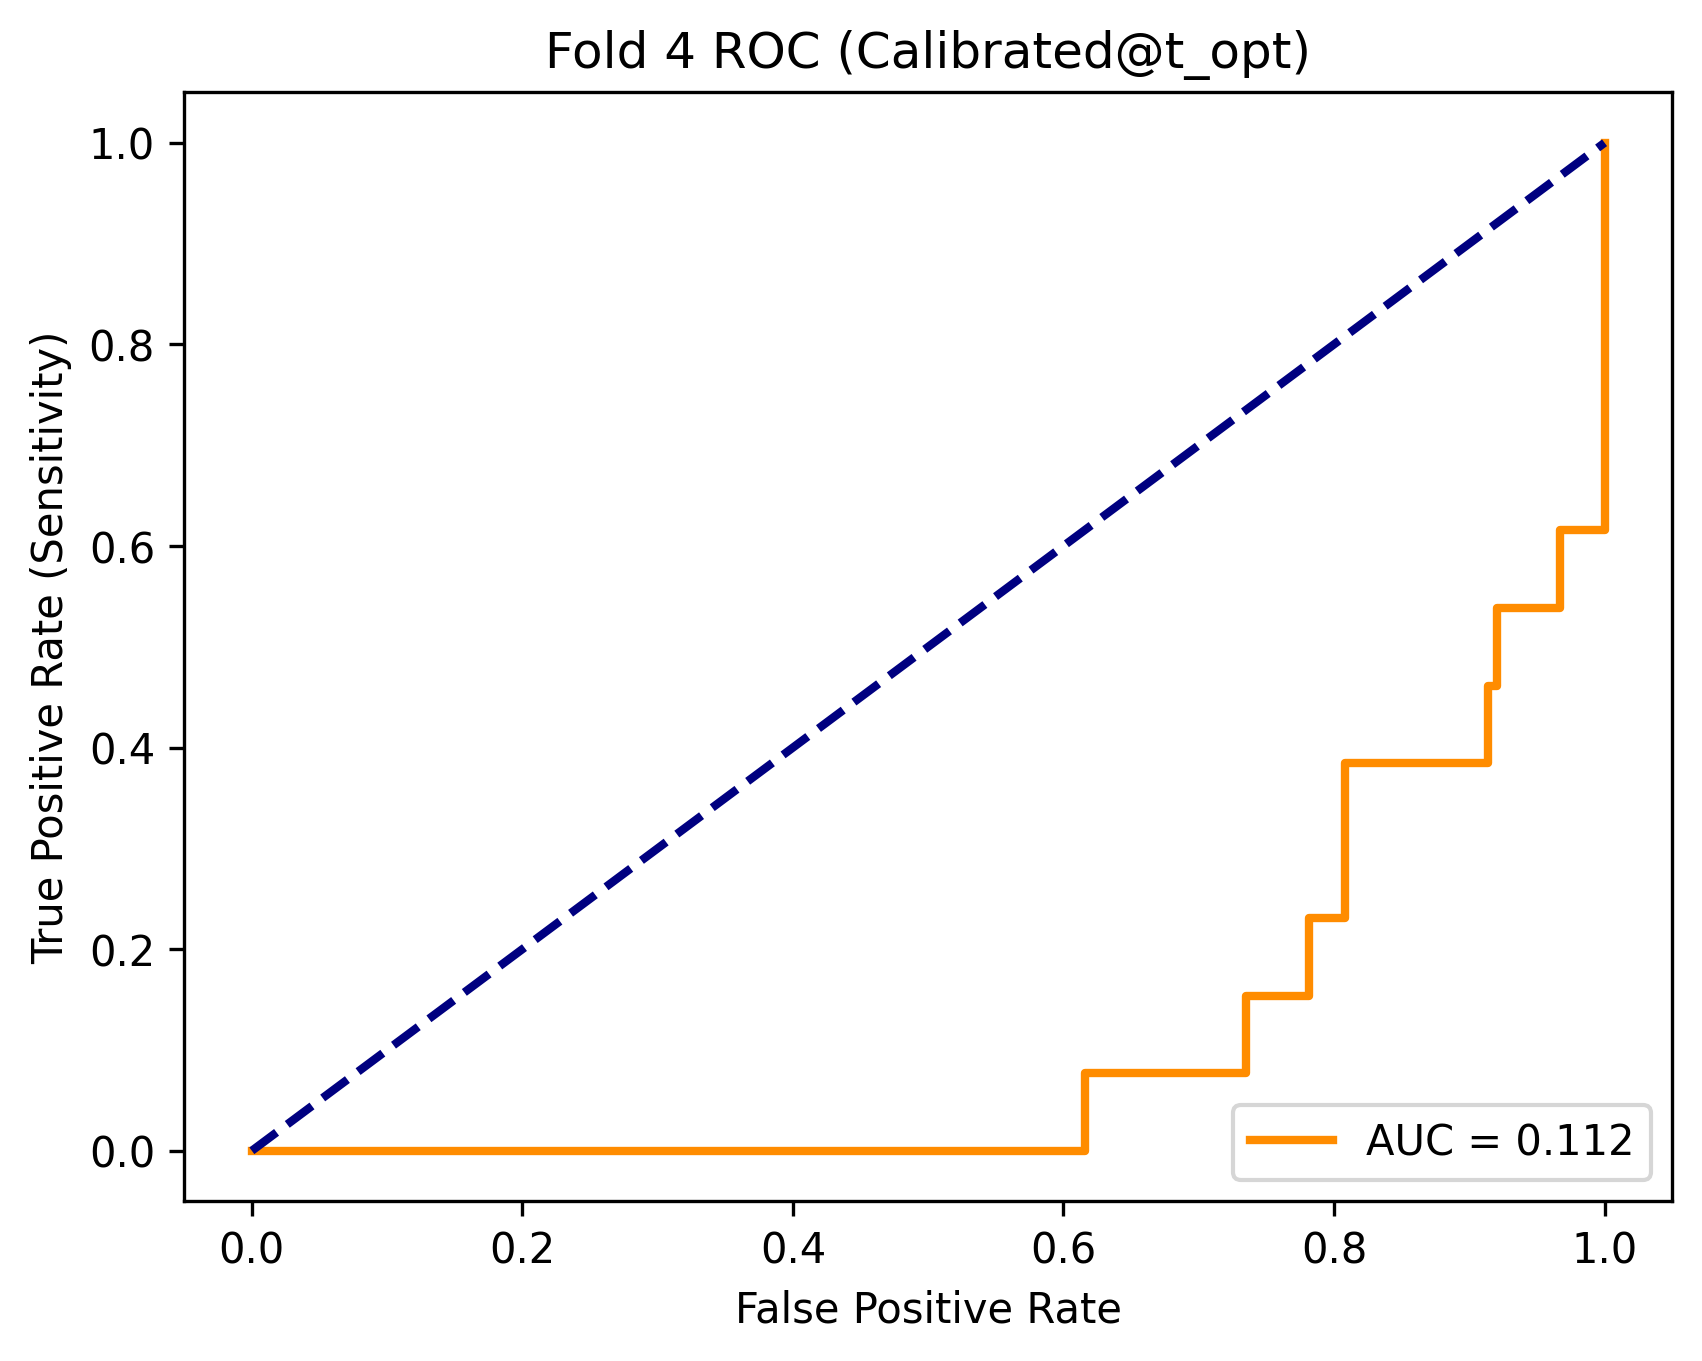 Fold 4 ROC (Calibrated@t_opt)
True Positive Rate (Sensitivity)
1.0
0.8
0.6
0.4
0.2
0.0
AUC = 0.112
0.0 0.2 0.4 0.6 0.8 1.0
False Positive Rate